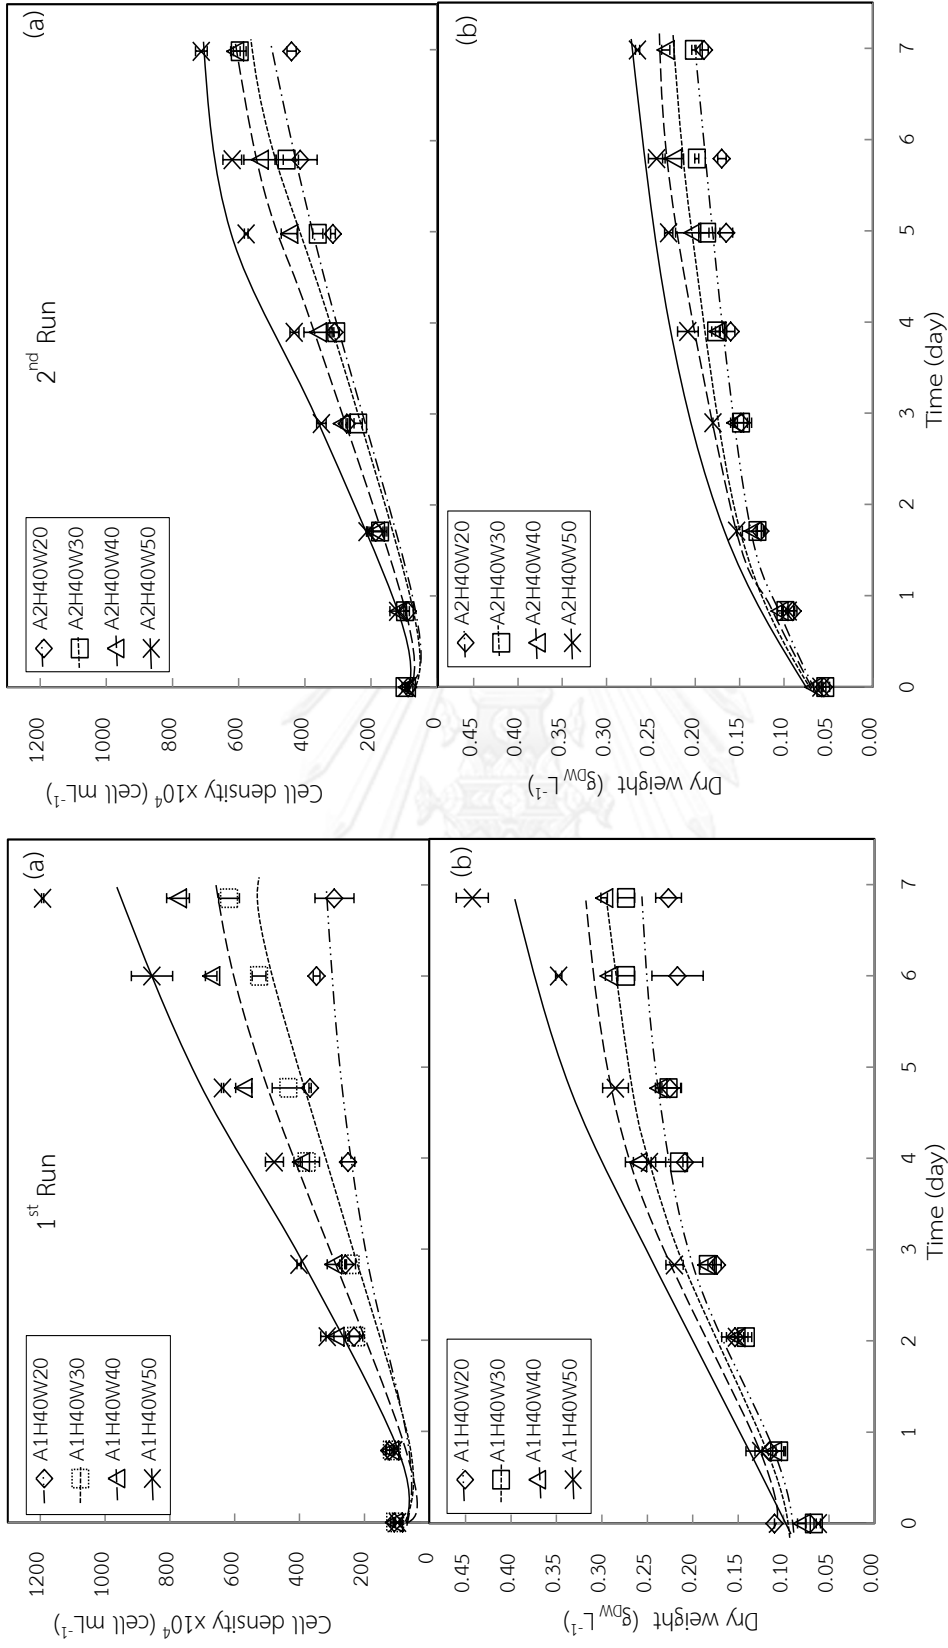 1st Run
(a)
Cell density x10⁴ (cell mL⁻¹)
1200
1000
800
600
400
200
0
A1H40W20
A1H40W30
A1H40W40
A1H40W50
(b)
Dry weight (gDW L⁻¹)
0.45
0.40
0.35
0.30
0.25
0.20
0.15
0.10
0.05
0.00
A1H40W20
A1H40W30
A1H40W40
A1H40W50
0 1 2 3 4 5 6 7
Time (day)
2nd Run
(a)
Cell density x10⁴ (cell mL⁻¹)
1200
1000
800
600
400
200
0
A2H40W20
A2H40W30
A2H40W40
A2H40W50
(b)
Dry weight (gDW L⁻¹)
0.45
0.40
0.35
0.30
0.25
0.20
0.15
0.10
0.05
0.00
A2H40W20
A2H40W30
A2H40W40
A2H40W50
0 1 2 3 4 5 6 7
Time (day)